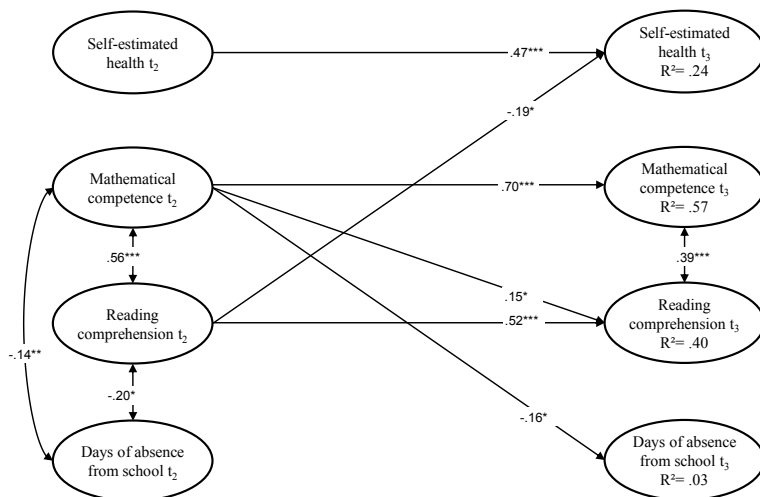 Self-estimated
health t₂
.47***
Self-estimated
health t₃
R²= .24
-.19*
Mathematical
competence t₂
.70***
Mathematical
competence t₃
R²= .57
.56***
.39***
Reading
comprehension t₂
.15*
.52***
Reading
comprehension t₃
R²= .40
-.14**
-.20*
-.16*
Days of absence
from school t₂
Days of absence
from school t₃
R²= .03